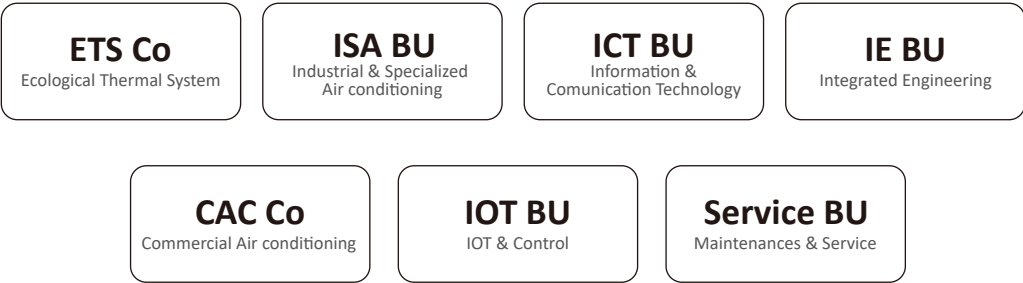 ETS Co
Ecological Thermal System
ISA BU
Industrial & Specialized
Air conditioning
ICT BU
Information &
Comunication Technology
IE BU
Integrated Engineering
CAC Co
Commercial Air conditioning
IOT BU
IOT & Control
Service BU
Maintenances & Service